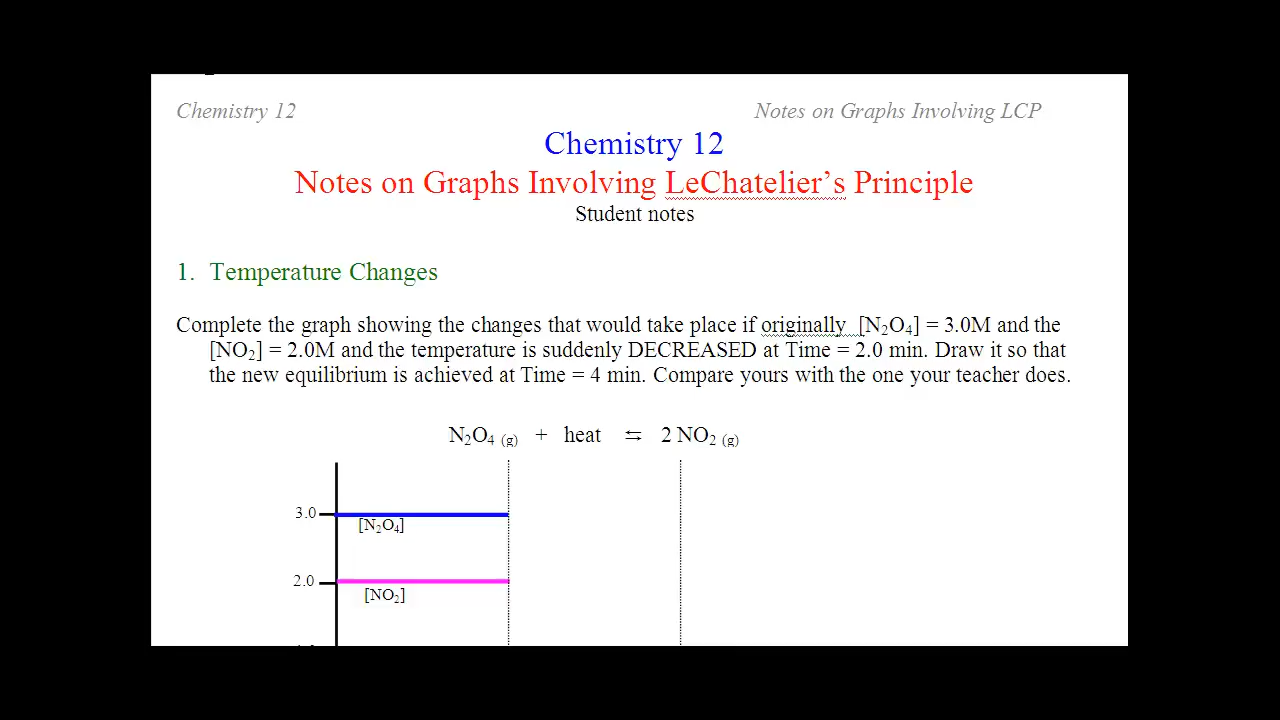 Chemistry 12 Notes on Graphs Involving LCP
Chemistry 12
Notes on Graphs Involving LeChatelier's Principle
Student notes
1. Temperature Changes
Complete the graph showing the changes that would take place if originally [N₂O₄] = 3.0M and the
[NO₂] = 2.0M and the temperature is suddenly DECREASED at Time = 2.0 min. Draw it so that
the new equilibrium is achieved at Time = 4 min. Compare yours with the one your teacher does.
N₂O₄ (g) + heat ⇆ 2 NO₂ (g)
3.0
[N₂O₄]
2.0
[NO₂]